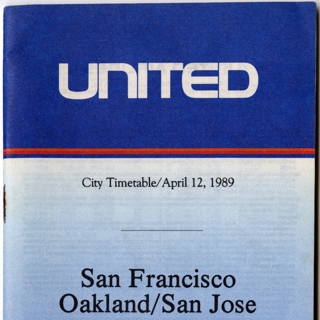 UNITED
City Timetable/April 12, 1989
San Francisco
Oakland/San Jose